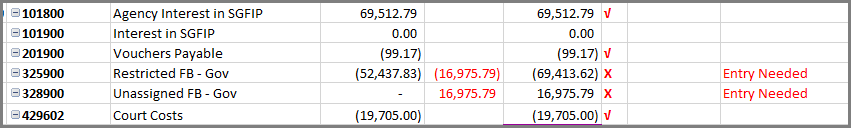 101800 Agency Interest in SGFIP 69,512.79 69,512.79 √
101900 Interest in SGFIP 0.00 0.00
201900 Vouchers Payable (99.17) (99.17) √
325900 Restricted FB - Gov (52,437.83) (16,975.79) (69,413.62) X Entry Needed
328900 Unassigned FB - Gov - 16,975.79 16,975.79 X Entry Needed
429602 Court Costs (19,705.00) (19,705.00) √